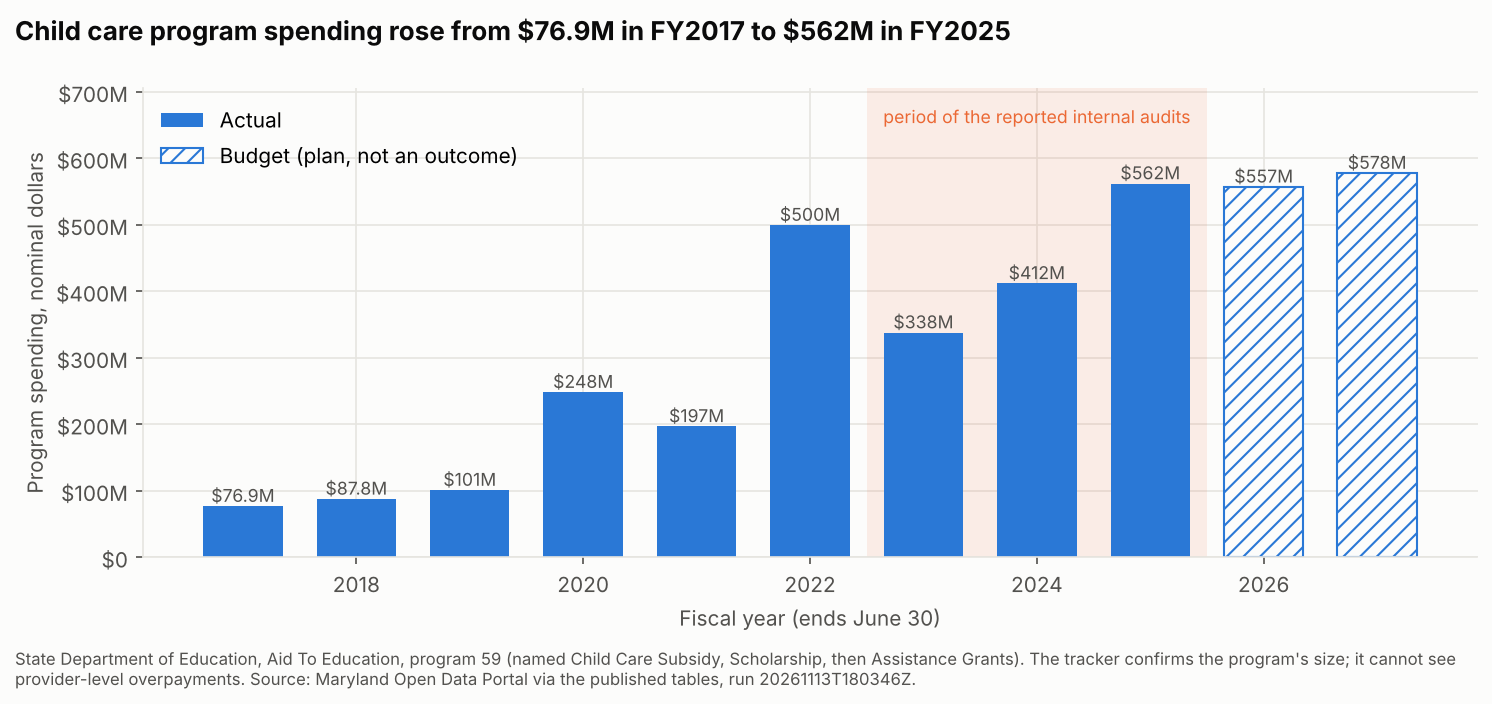 Child care program spending rose from $76.9M in FY2017 to $562M in FY2025
$700M
$600M
$500M
$400M
$300M
$200M
$100M
$0
Program spending, nominal dollars
Actual
Budget (plan, not an outcome)
period of the reported internal audits
$76.9M
$87.8M
$101M
$248M
$197M
$500M
$338M
$412M
$562M
$557M
$578M
2018
2020
2022
2024
2026
Fiscal year (ends June 30)
State Department of Education, Aid To Education, program 59 (named Child Care Subsidy, Scholarship, then Assistance Grants). The tracker confirms the program's size; it cannot see
provider-level overpayments. Source: Maryland Open Data Portal via the published tables, run 20261113T180346Z.